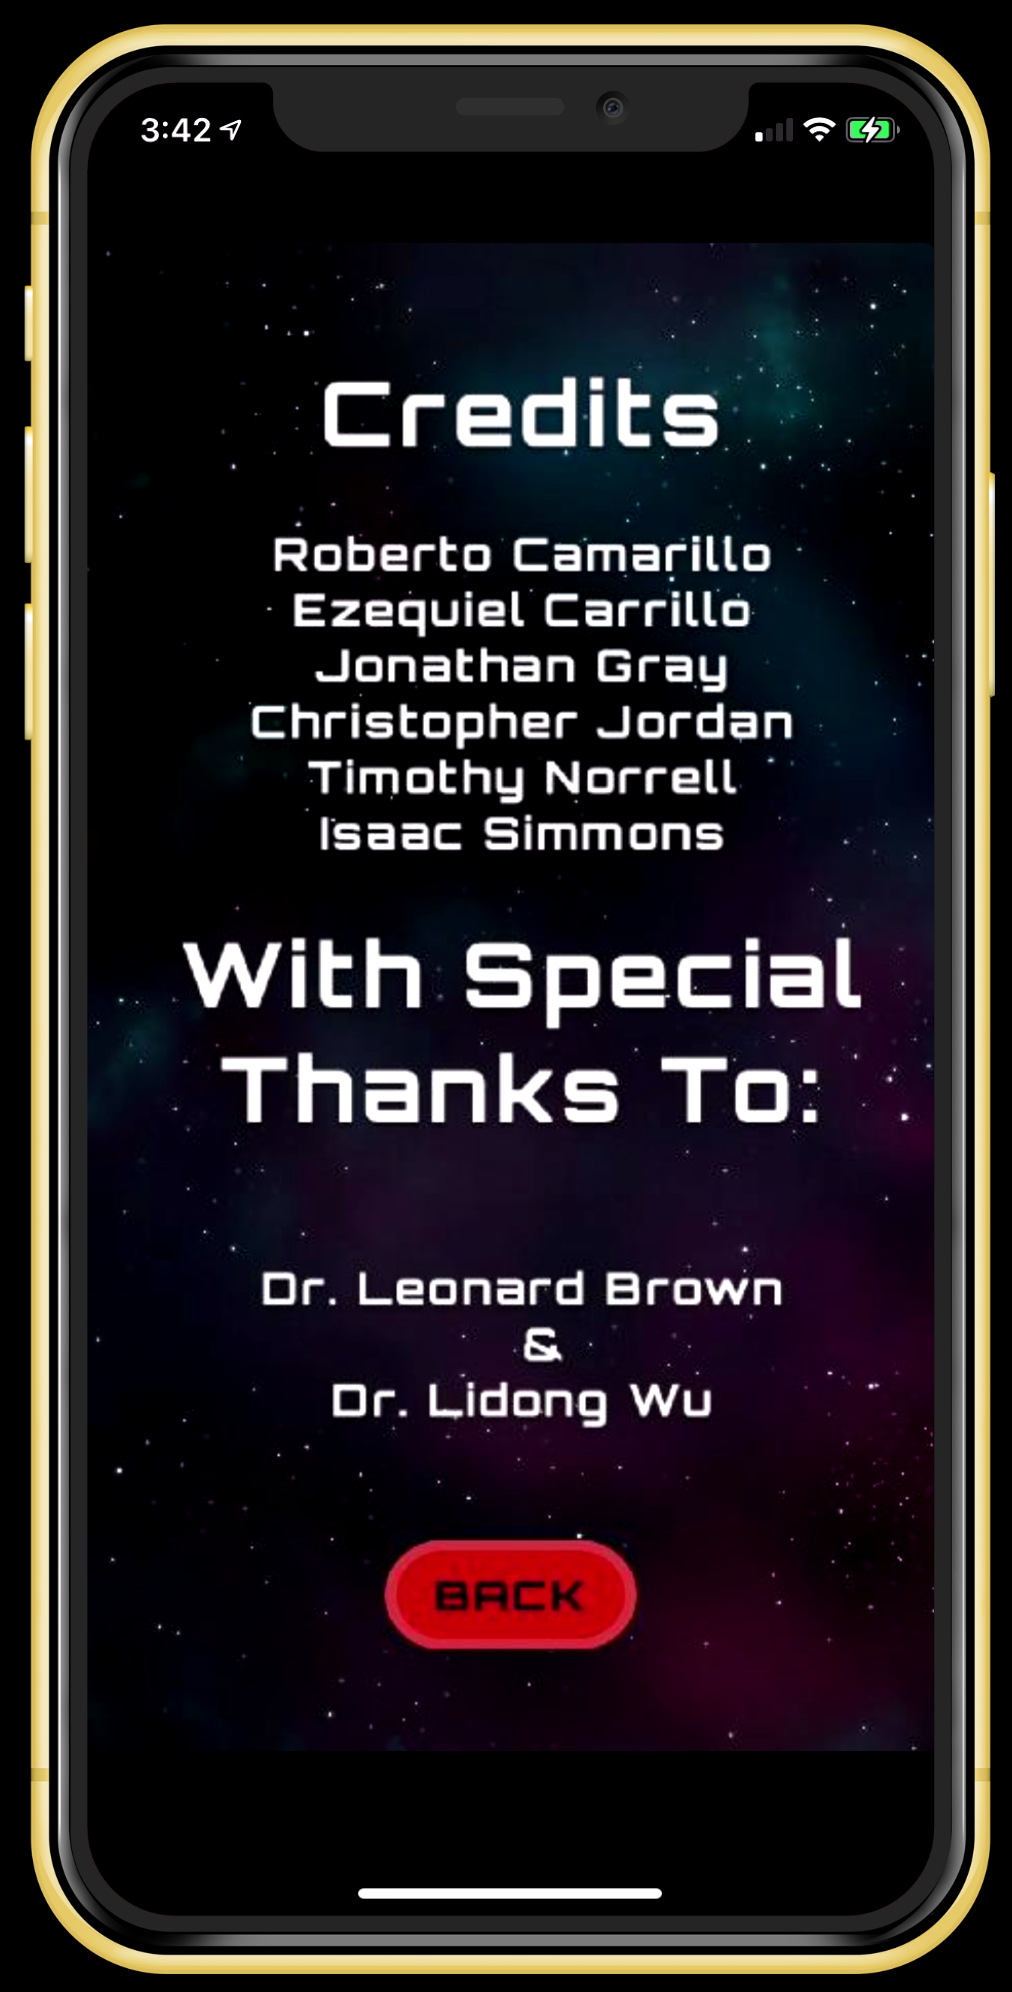 3:42
Credits
Roberto Camarillo
Ezequiel Carrillo
Jonathan Gray
Christopher Jordan
Timothy Norrell
Isaac Simmons
With Special
Thanks To:
Dr. Leonard Brown
&
Dr. Lidong Wu
BACK